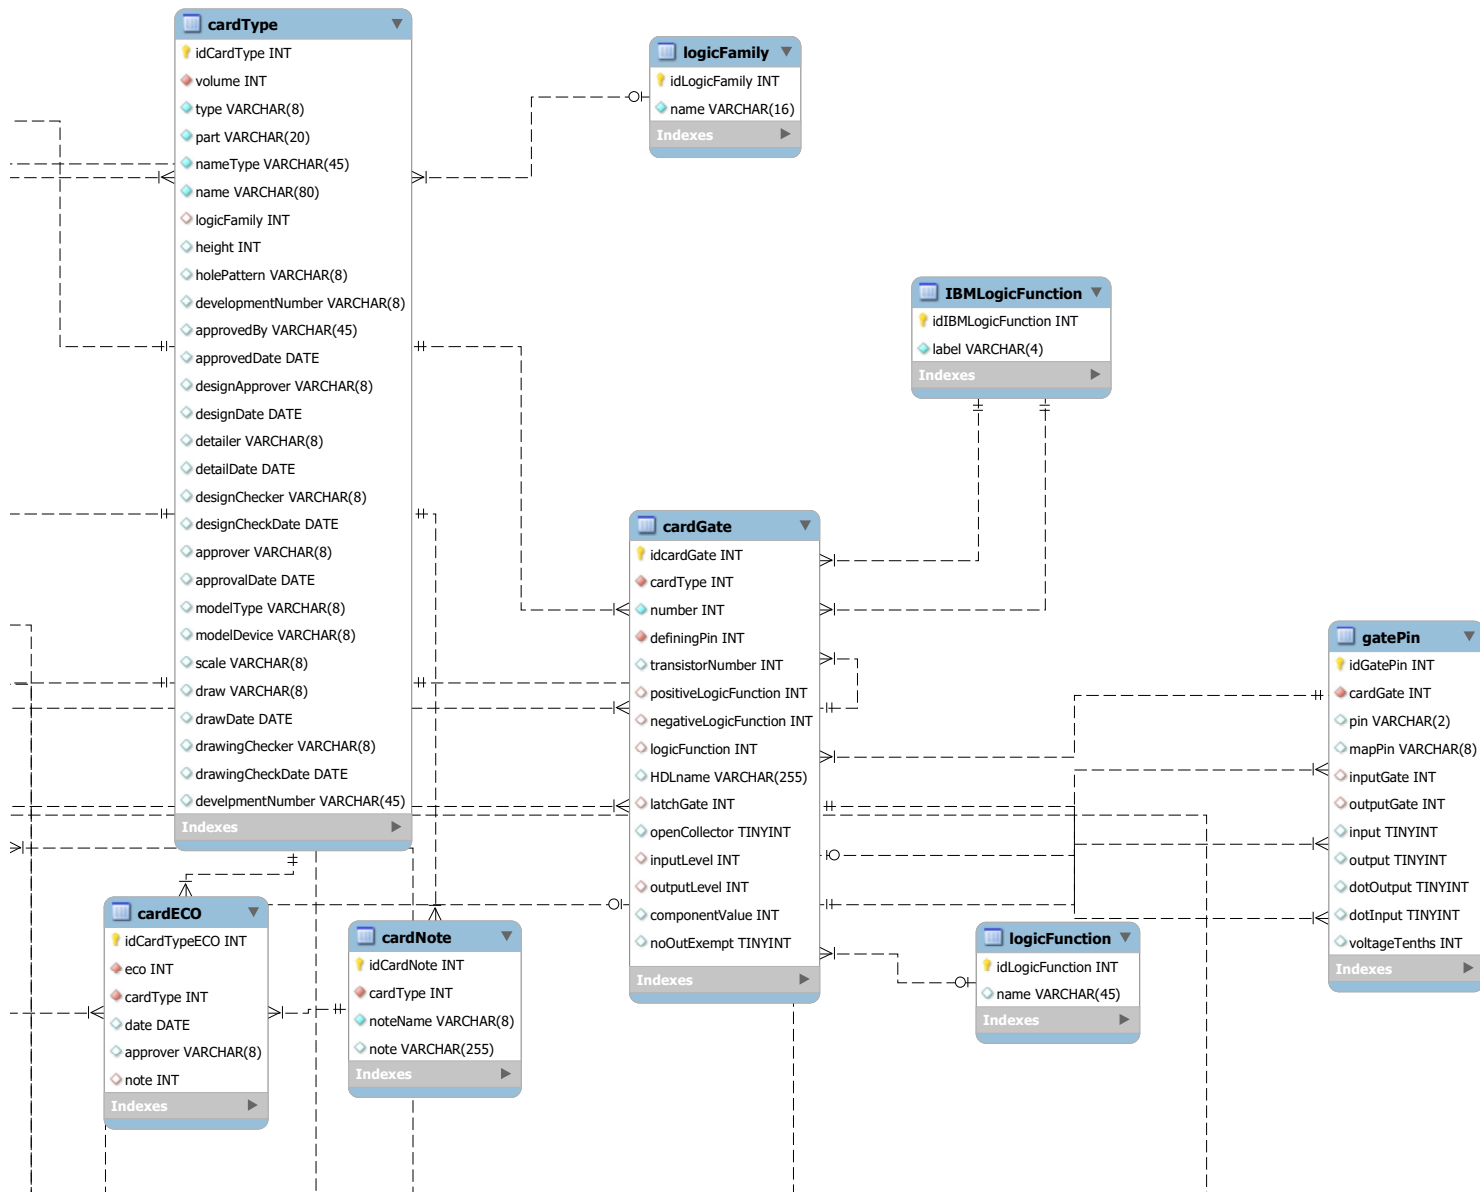 cardType
idCardType INT
volume INT
type VARCHAR(8)
part VARCHAR(20)
nameType VARCHAR(45)
name VARCHAR(80)
logicFamily INT
height INT
holePattern VARCHAR(8)
developmentNumber VARCHAR(8)
approvedBy VARCHAR(45)
approvedDate DATE
designApprover VARCHAR(8)
designDate DATE
detailer VARCHAR(8)
detailDate DATE
designChecker VARCHAR(8)
designCheckDate DATE
approver VARCHAR(8)
approvalDate DATE
modelType VARCHAR(8)
modelDevice VARCHAR(8)
scale VARCHAR(8)
draw VARCHAR(8)
drawDate DATE
drawingChecker VARCHAR(8)
drawingCheckDate DATE
develpmentNumber VARCHAR(45)
Indexes
logicFamily
idLogicFamily INT
name VARCHAR(16)
Indexes
IBMLogicFunction
idIBMLogicFunction INT
label VARCHAR(4)
Indexes
cardGate
idcardGate INT
cardType INT
number INT
definingPin INT
transistorNumber INT
positiveLogicFunction INT
negativeLogicFunction INT
logicFunction INT
HDLname VARCHAR(255)
latchGate INT
openCollector TINYINT
inputLevel INT
outputLevel INT
componentValue INT
noOutExempt TINYINT
Indexes
gatePin
idGatePin INT
cardGate INT
pin VARCHAR(2)
mapPin VARCHAR(8)
inputGate INT
outputGate INT
input TINYINT
output TINYINT
dotOutput TINYINT
dotInput TINYINT
voltageTenths INT
Indexes
cardECO
idCardTypeECO INT
eco INT
cardType INT
date DATE
approver VARCHAR(8)
note INT
Indexes
cardNote
idCardNote INT
cardType INT
noteName VARCHAR(8)
note VARCHAR(255)
Indexes
logicFunction
idLogicFunction INT
name VARCHAR(45)
Indexes